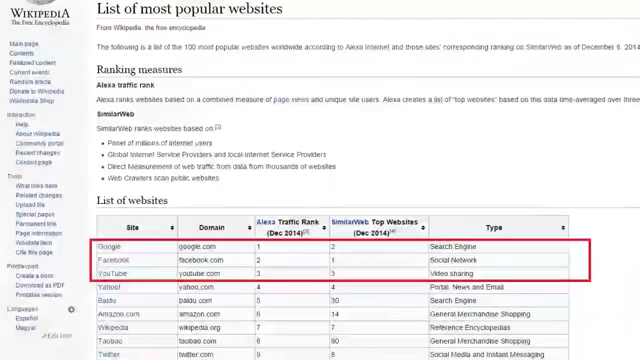 WIKIPEDIA
The Free Encyclopedia
Main page
Contents
Featured content
Current events
Random article
Donate to Wikipedia
Wikipedia Shop
Interaction
Help
About Wikipedia
Community portal
Recent changes
Contact page
Tools
What links here
Related changes
Upload file
Special pages
Permanent link
Page information
Wikidata item
Cite this page
Print/export
Create a book
Download as PDF
Printable version
Languages
Español
Magyar
Edit links
List of most popular websites
From Wikipedia, the free encyclopedia
The following is a list of the 100 most popular websites worldwide according to Alexa Internet and those sites' corresponding ranking on SimilarWeb as of December 8, 2014
Ranking measures
Alexa traffic rank
Alexa ranks websites based on a combined measure of page views and unique site users. Alexa creates a list of "top websites" based on this data time-averaged over three
SimilarWeb
SimilarWeb ranks websites based on
• Panel of millions of internet users
• Global Internet Service Providers and local Internet Service Providers
• Direct Measurement of web traffic from data from thousands of websites
• Web Crawlers scan public websites
List of websites
Site Domain Alexa Traffic Rank (Dec 2014)[3] SimilarWeb Top Websites (Dec 2014)[4] Type
Google google.com 1 2 Search Engine
Facebook facebook.com 2 1 Social Network
YouTube youtube.com 3 3 Video sharing
Yahoo! yahoo.com 4 4 Portal, News and Email
Baidu baidu.com 5 30 Search Engine
Amazon.com amazon.com 6 14 General Merchandise Shopping
Wikipedia wikipedia.org 7 7 Reference Encyclopedias
Taobao taobao.com 8 90 General Merchandise Shopping
Twitter twitter.com 9 8 Social Media and Instant Messaging